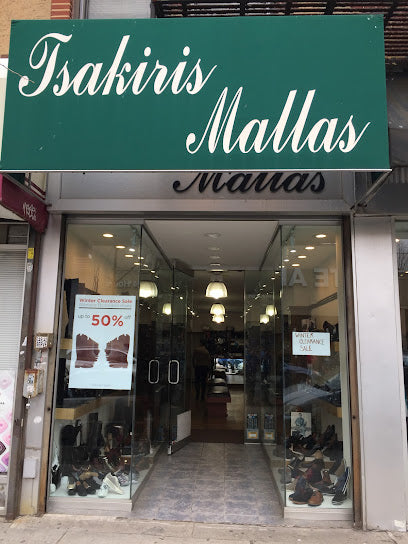 Tsakiris
Mallas
Mallas
Winter Clearance Sale
up to 50% off
WINTER
CLEARANCE
SALE